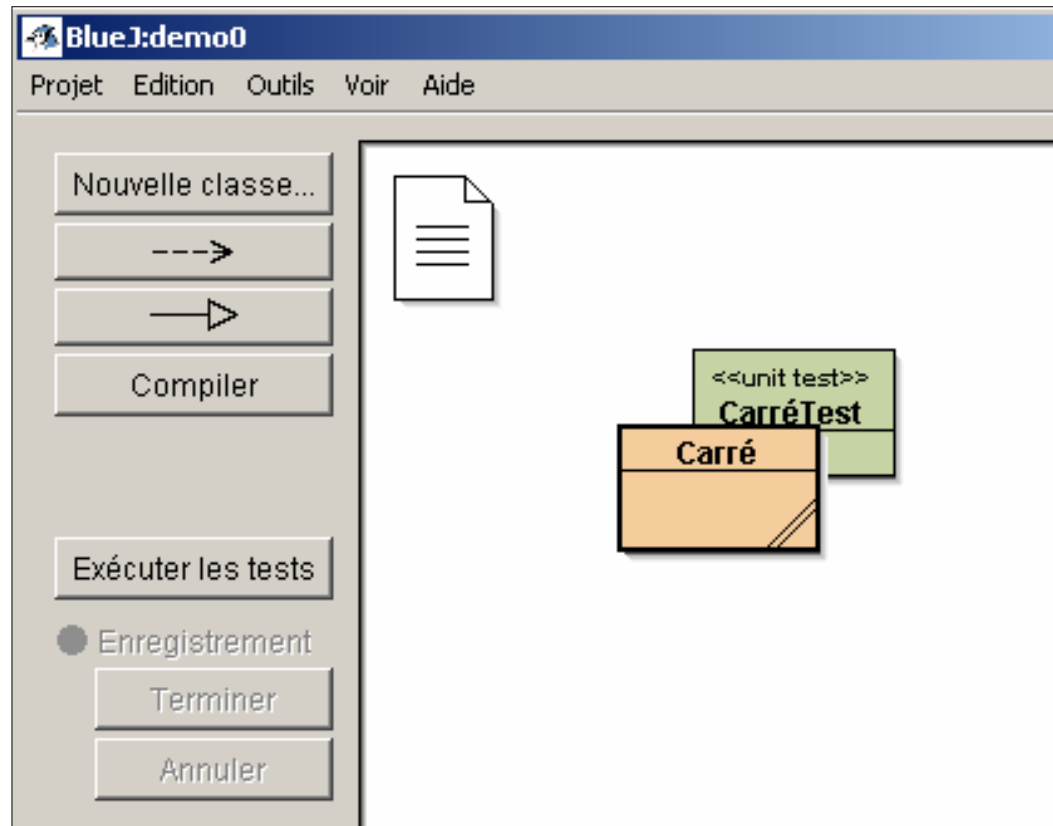 BlueJ:demo0
Projet Edition Outils Voir Aide
Nouvelle classe...
Compiler
<<unit test>>
CarréTest
Carré
Exécuter les tests
Enregistrement
Terminer
Annuler